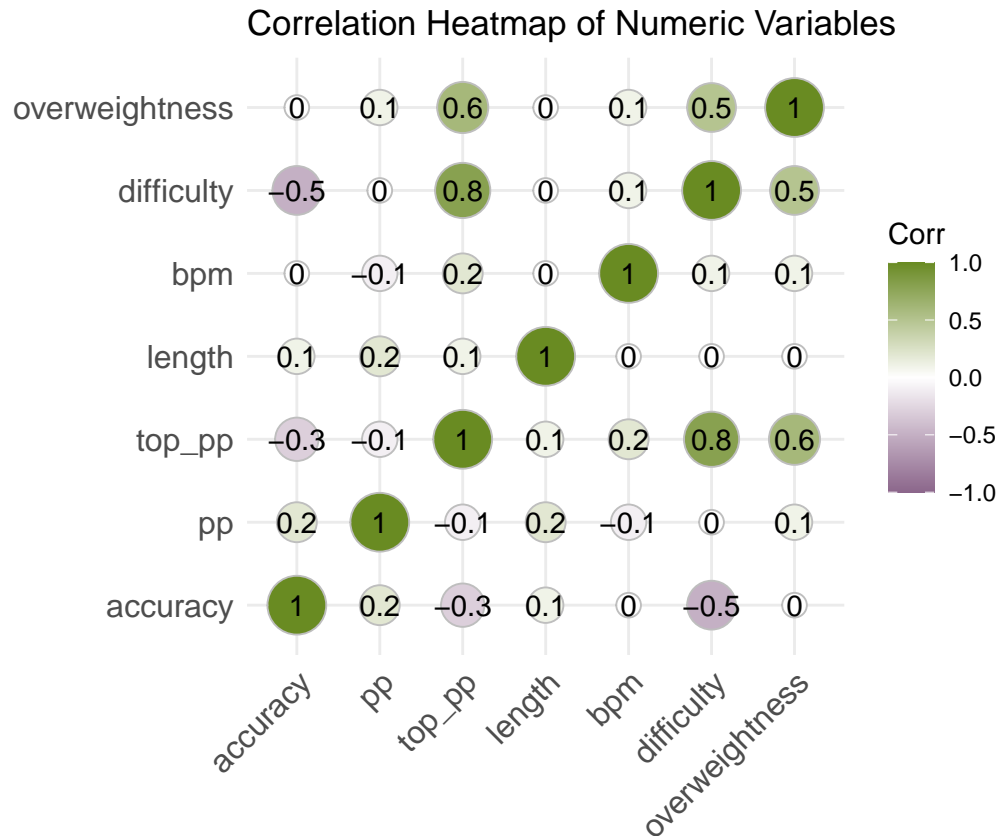 Correlation Heatmap of Numeric Variables
overweightness 0 0.1 0.6 0 0.1 0.5 1
difficulty −0.5 0 0.8 0 0.1 1 0.5
bpm 0 −0.1 0.2 0 1 0.1 0.1
length 0.1 0.2 0.1 1 0 0 0
top_pp −0.3 −0.1 1 0.1 0.2 0.8 0.6
pp 0.2 1 −0.1 0.2 −0.1 0 0.1
accuracy 1 0.2 −0.3 0.1 0 −0.5 0
accuracy pp top_pp length bpm difficulty overweightness
Corr
1.0
0.5
0.0
−0.5
−1.0